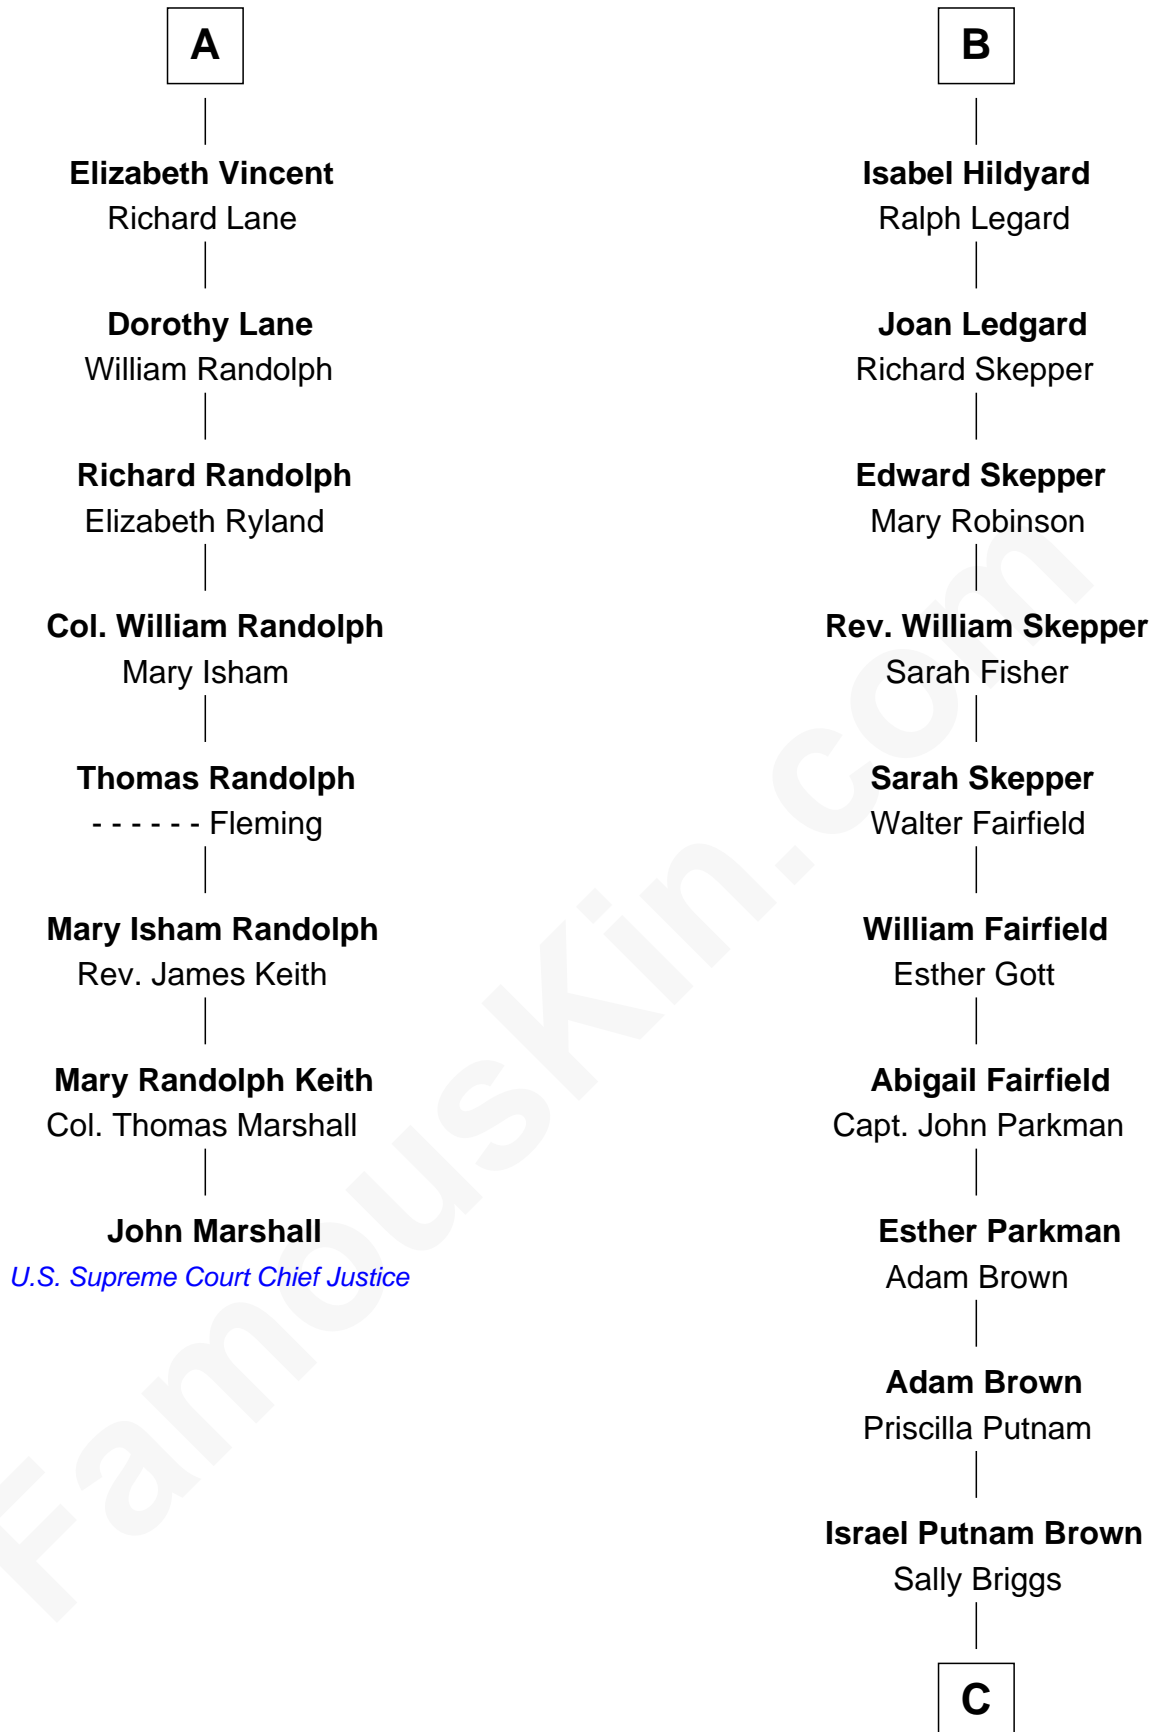 A
Elizabeth Vincent
Richard Lane
Dorothy Lane
William Randolph
Richard Randolph
Elizabeth Ryland
Col. William Randolph
Mary Isham
Thomas Randolph
- - - - - - Fleming
Mary Isham Randolph
Rev. James Keith
Mary Randolph Keith
Col. Thomas Marshall
John Marshall
U.S. Supreme Court Chief Justice
B
Isabel Hildyard
Ralph Legard
Joan Ledgard
Richard Skepper
Edward Skepper
Mary Robinson
Rev. William Skepper
Sarah Fisher
Sarah Skepper
Walter Fairfield
William Fairfield
Esther Gott
Abigail Fairfield
Capt. John Parkman
Esther Parkman
Adam Brown
Adam Brown
Priscilla Putnam
Israel Putnam Brown
Sally Briggs
C
FamousKin.com